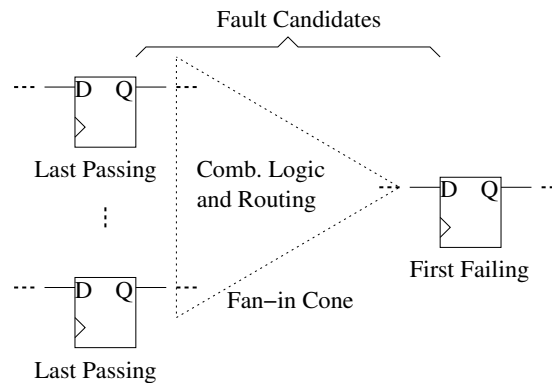 Fault Candidates
D Q
Last Passing
Comb. Logic
and Routing
D Q
First Failing
D Q
Fan−in Cone
Last Passing